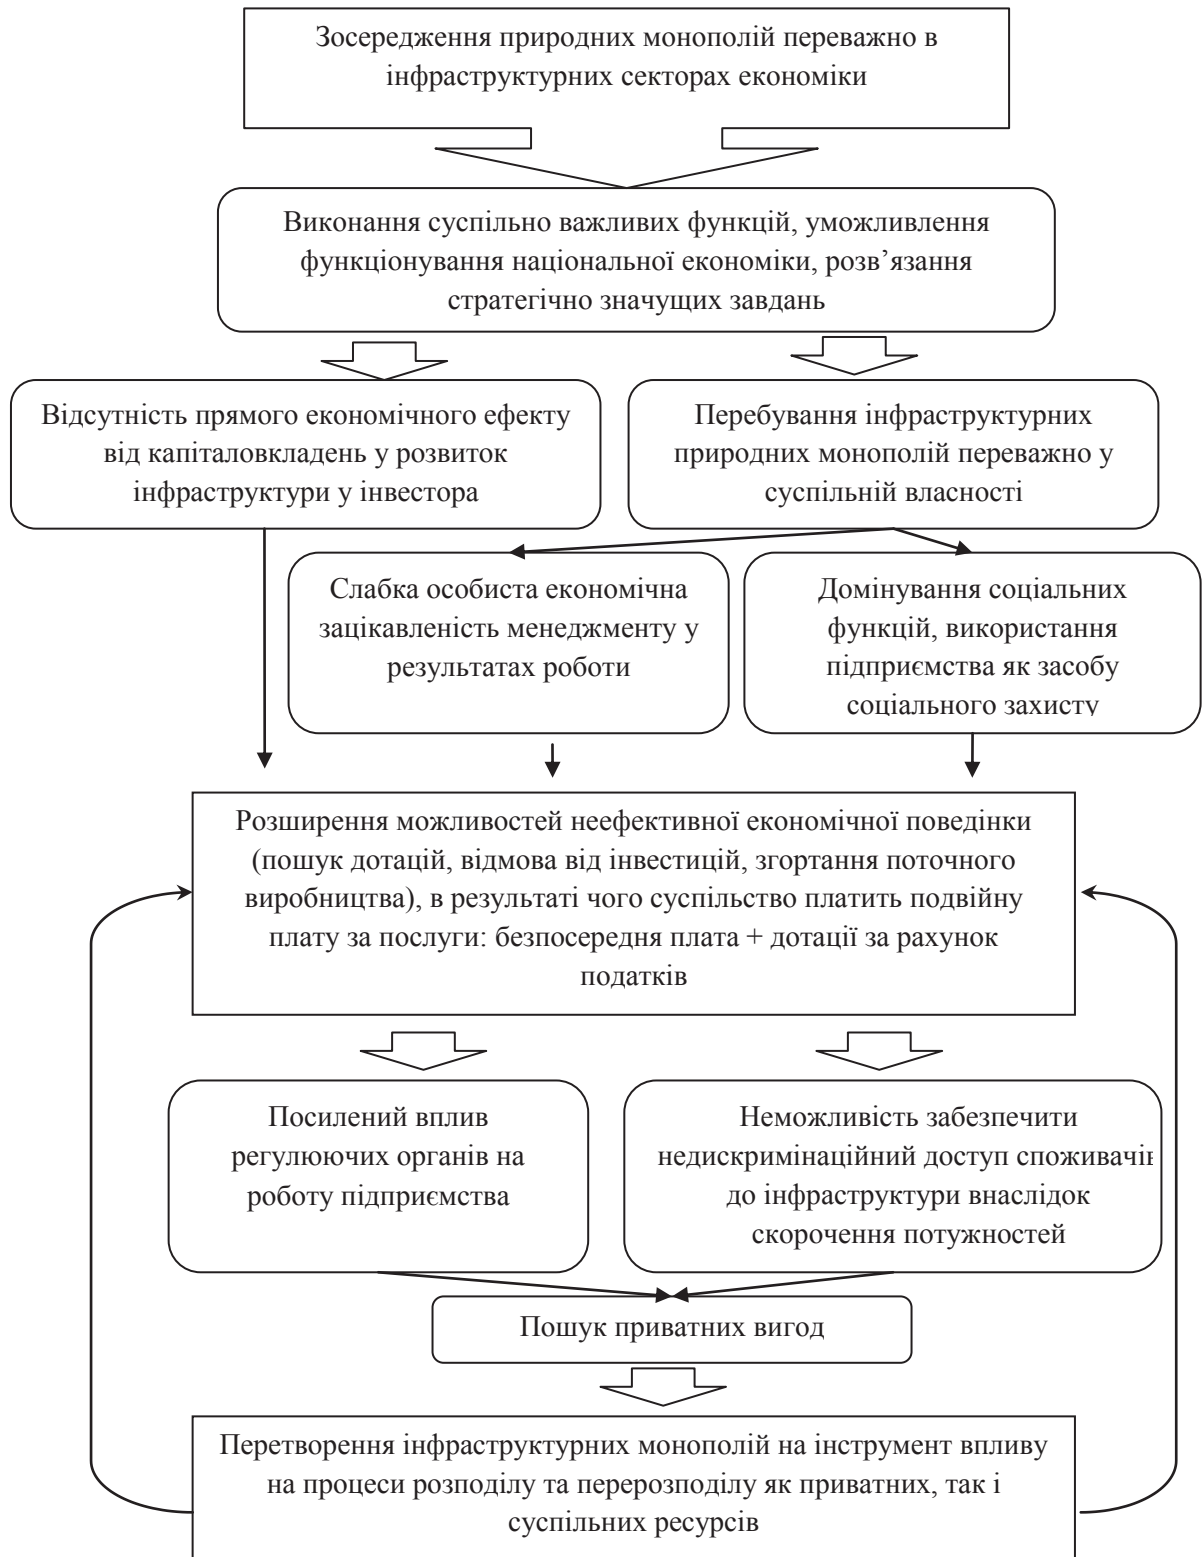 Зосередження природних монополій переважно в
інфраструктурних секторах економіки
Виконання суспільно важливих функцій, уможливлення
функціонування національної економіки, розв’язання
стратегічно значущих завдань
Відсутність прямого економічного ефекту
від капіталовкладень у розвиток
інфраструктури у інвестора
Перебування інфраструктурних
природних монополій переважно у
суспільній власності
Слабка особиста економічна
зацікавленість менеджменту у
результатах роботи
Домінування соціальних
функцій, використання
підприємства як засобу
соціального захисту
Розширення можливостей неефективної економічної поведінки
(пошук дотацій, відмова від інвестицій, згортання поточного
виробництва), в результаті чого суспільство платить подвійну
плату за послуги: безпосередня плата + дотації за рахунок
податків
Посилений вплив
регулюючих органів на
роботу підприємства
Неможливість забезпечити
недискримінаційний доступ споживачів
до інфраструктури внаслідок
скорочення потужностей
Пошук приватних вигод
Перетворення інфраструктурних монополій на інструмент впливу
на процеси розподілу та перерозподілу як приватних, так і
суспільних ресурсів